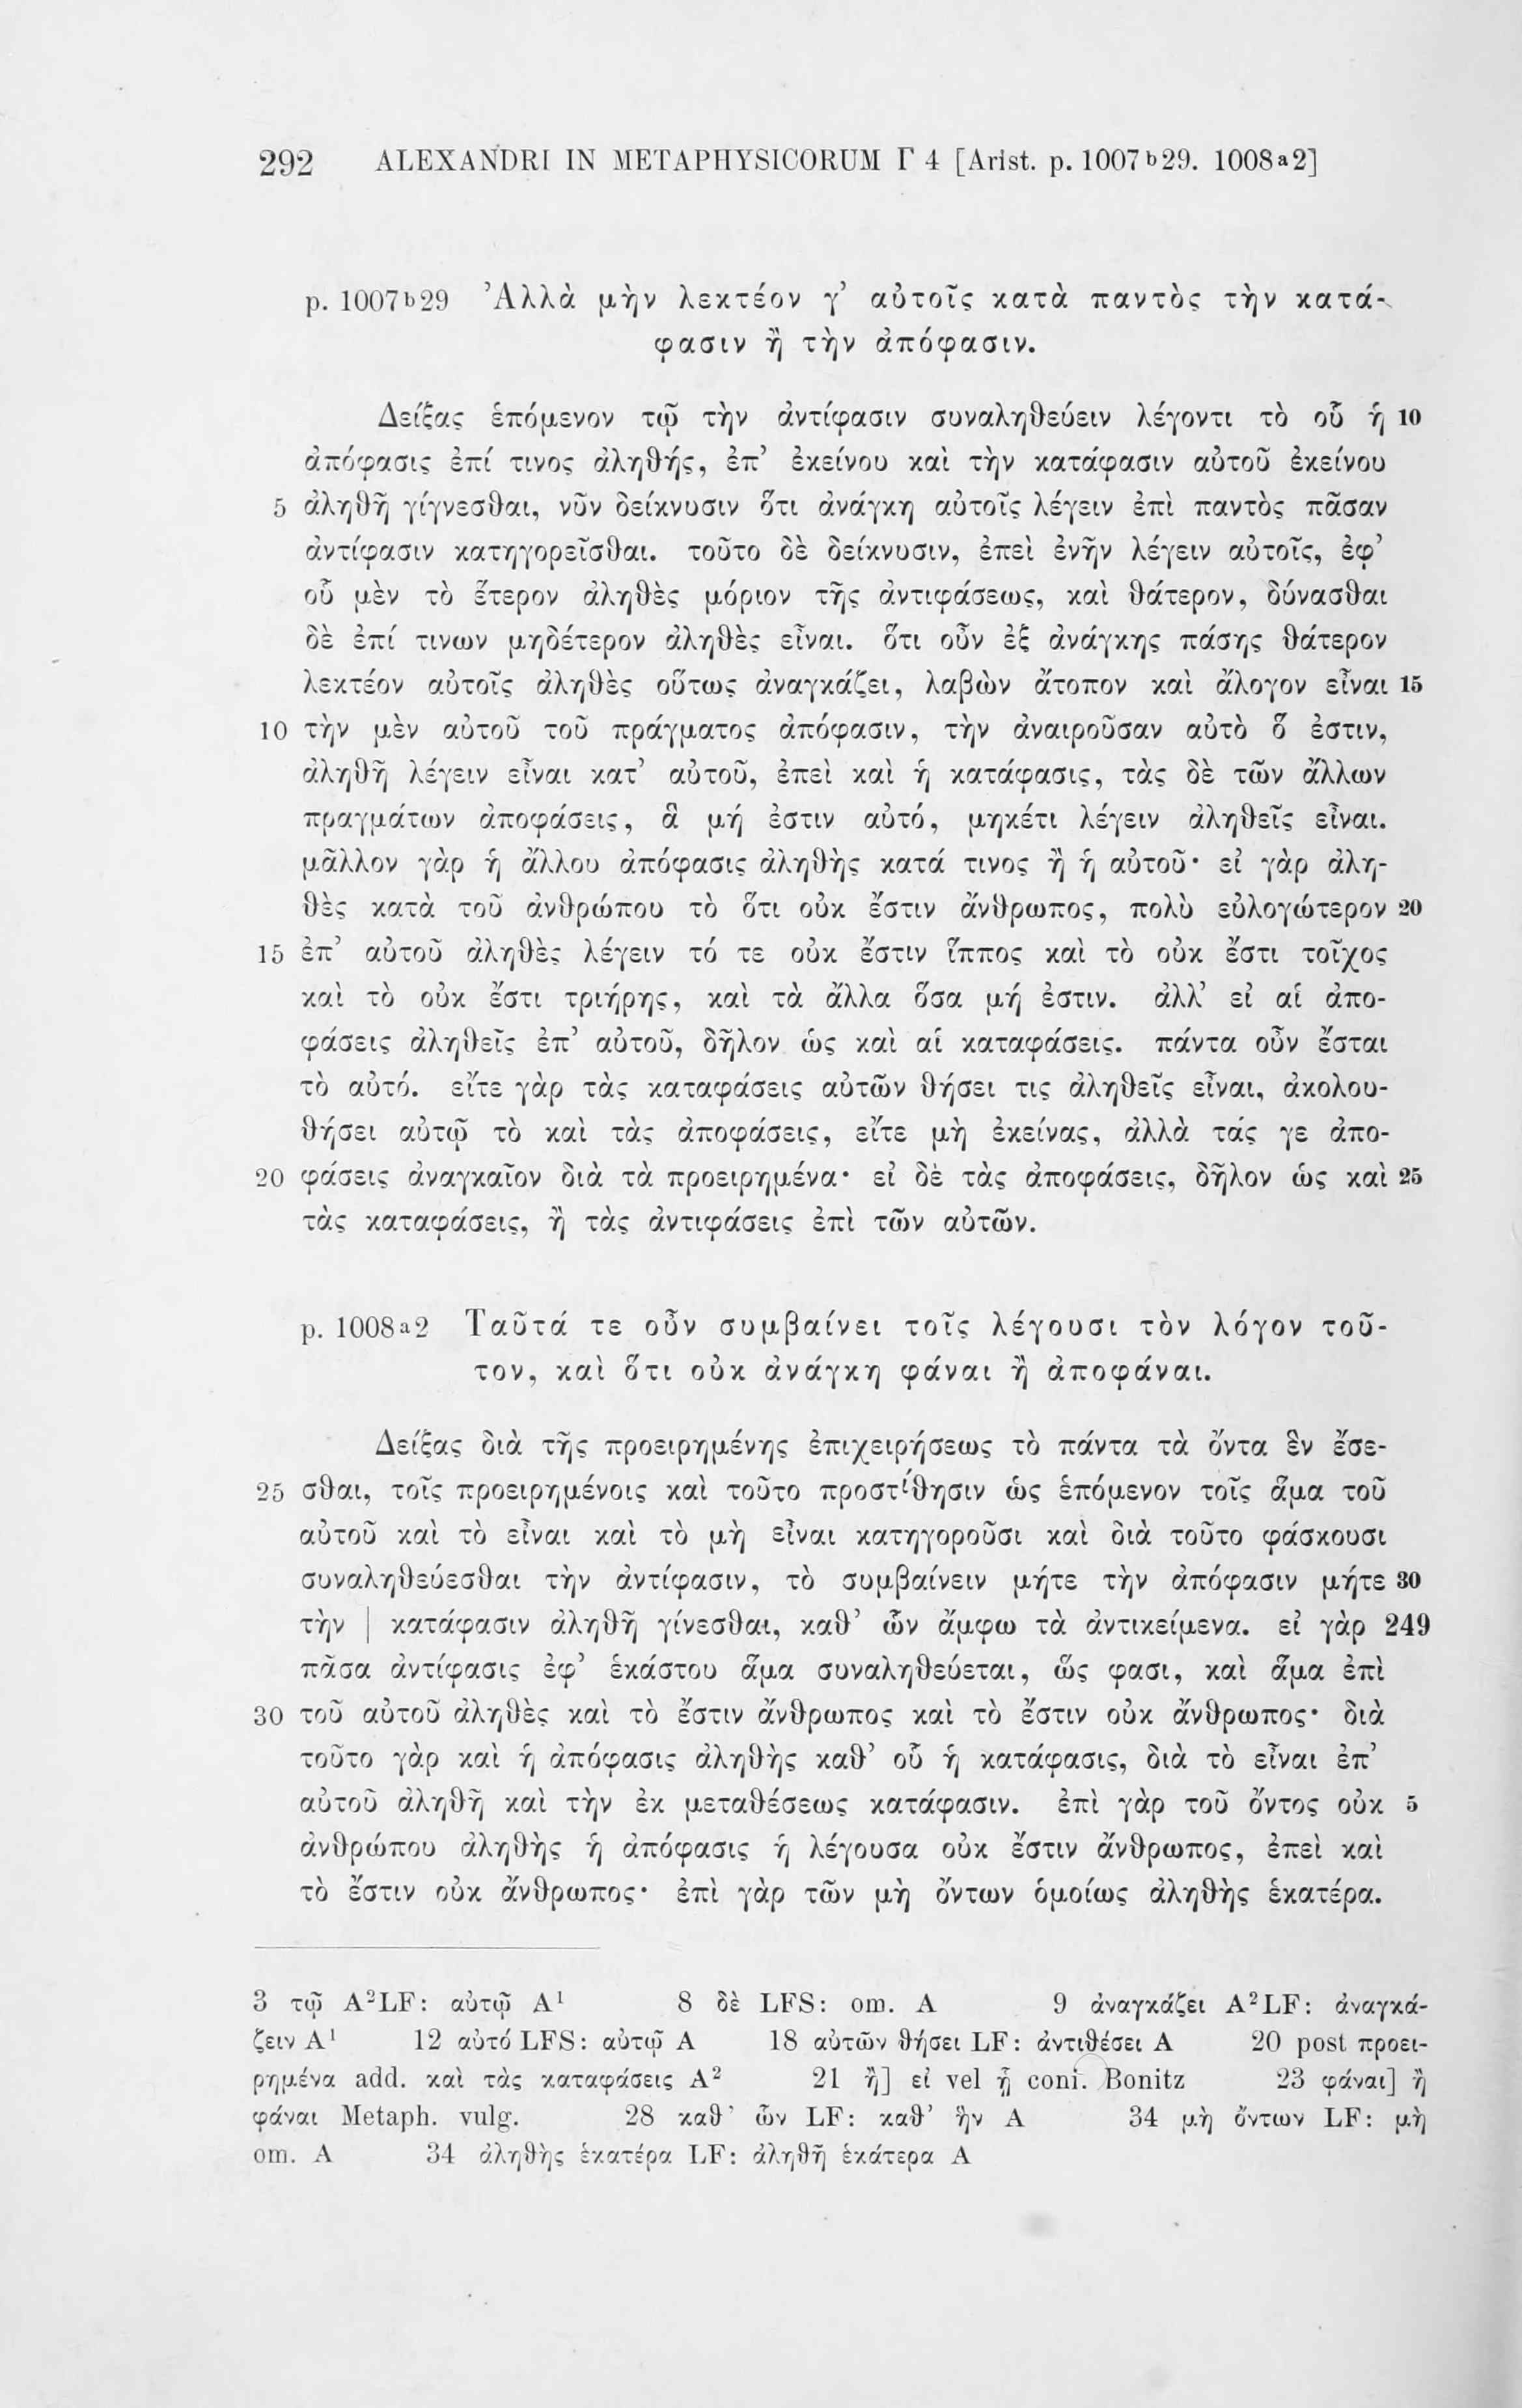 292 ALEXANDRI IN METAPHYSICORUM Γ 4 [Arist. p. 1007ᵇ29. 1008ᵃ2]
p. 1007ᵇ29 Ἀλλὰ μὴν λεκτέον γ’ αὐτοῖς κατὰ παντὸς τὴν κατά-
φασιν ἢ τὴν ἀπόφασιν.
Δείξας ἑπόμενον τῷ τὴν ἀντίφασιν συναληθεύειν λέγοντι τὸ οὗ ἡ 10
ἀπόφασις ἐπί τινος ἀληθής, ἐπ’ ἐκείνου καὶ τὴν κατάφασιν αὐτοῦ ἐκείνου
5 ἀληθῆ γίγνεσθαι, νῦν δείκνυσιν ὅτι ἀνάγκη αὐτοῖς λέγειν ἐπὶ παντὸς πᾶσαν
ἀντίφασιν κατηγορεῖσθαι. τοῦτο δὲ δείκνυσιν, ἐπεὶ ἐνῆν λέγειν αὐτοῖς, ἐφ’
οὗ μὲν τὸ ἕτερον ἀληθὲς μόριον τῆς ἀντιφάσεως, καὶ θάτερον, δύνασθαι
δὲ ἐπί τινων μηδέτερον ἀληθὲς εἶναι. ὅτι οὖν ἐξ ἀνάγκης πάσης θάτερον
λεκτέον αὐτοῖς ἀληθὲς οὕτως ἀναγκάζει, λαβὼν ἄτοπον καὶ ἄλογον εἶναι 15
10 τὴν μὲν αὐτοῦ τοῦ πράγματος ἀπόφασιν, τὴν ἀναιροῦσαν αὐτὸ ὅ ἐστιν,
ἀληθῆ λέγειν εἶναι κατ’ αὐτοῦ, ἐπεὶ καὶ ἡ κατάφασις, τὰς δὲ τῶν ἄλλων
πραγμάτων ἀποφάσεις, ἃ μή ἐστιν αὐτό, μηκέτι λέγειν ἀληθεῖς εἶναι.
μᾶλλον γὰρ ἡ ἄλλου ἀπόφασις ἀληθὴς κατά τινος ἢ ἡ αὐτοῦ· εἰ γὰρ ἀλη-
θὲς κατὰ τοῦ ἀνθρώπου τὸ ὅτι οὐκ ἔστιν ἄνθρωπος, πολὺ εὐλογώτερον 20
15 ἐπ’ αὐτοῦ ἀληθὲς λέγειν τό τε οὐκ ἔστιν ἵππος καὶ τὸ οὐκ ἔστι τοῖχος
καὶ τὸ οὐκ ἔστι τριήρης, καὶ τὰ ἄλλα ὅσα μή ἐστιν. ἀλλ’ εἰ αἱ ἀπο-
φάσεις ἀληθεῖς ἐπ’ αὐτοῦ, δῆλον ὡς καὶ αἱ καταφάσεις. πάντα οὖν ἔσται
τὸ αὐτό. εἴτε γὰρ τὰς καταφάσεις αὐτῶν θήσει τις ἀληθεῖς εἶναι, ἀκολου-
θήσει αὐτῷ τὸ καὶ τὰς ἀποφάσεις, εἴτε μὴ ἐκείνας, ἀλλὰ τάς γε ἀπο-
20 φάσεις ἀναγκαῖον διὰ τὰ προειρημένα· εἰ δὲ τὰς ἀποφάσεις, δῆλον ὡς καὶ 25
τὰς καταφάσεις, ἢ τὰς ἀντιφάσεις ἐπὶ τῶν αὐτῶν.
p. 1008ᵃ2 Ταῦτά τε οὖν συμβαίνει τοῖς λέγουσι τὸν λόγον τοῦ-
τον, καὶ ὅτι οὐκ ἀνάγκη φάναι ἢ ἀποφάναι.
Δείξας διὰ τῆς προειρημένης ἐπιχειρήσεως τὸ πάντα τὰ ὄντα ἓν ἔσε-
25 σθαι, τοῖς προειρημένοις καὶ τοῦτο προστίθησιν ὡς ἑπόμενον τοῖς ἅμα τοῦ
αὐτοῦ καὶ τὸ εἶναι καὶ τὸ μὴ εἶναι κατηγοροῦσι καὶ διὰ τοῦτο φάσκουσι
συναληθεύεσθαι τὴν ἀντίφασιν, τὸ συμβαίνειν μήτε τὴν ἀπόφασιν μήτε 30
τὴν | κατάφασιν ἀληθῆ γίνεσθαι, καθ’ ὧν ἄμφω τὰ ἀντικείμενα. εἰ γὰρ 249
πᾶσα ἀντίφασις ἐφ’ ἑκάστου ἅμα συναληθεύεται, ὥς φασι, καὶ ἅμα ἐπὶ
30 τοῦ αὐτοῦ ἀληθὲς καὶ τὸ ἔστιν ἄνθρωπος καὶ τὸ ἔστιν οὐκ ἄνθρωπος· διὰ
τοῦτο γὰρ καὶ ἡ ἀπόφασις ἀληθὴς καθ’ οὗ ἡ κατάφασις, διὰ τὸ εἶναι ἐπ’
αὐτοῦ ἀληθῆ καὶ τὴν ἐκ μεταθέσεως κατάφασιν. ἐπὶ γὰρ τοῦ ὄντος οὐκ 5
ἀνθρώπου ἀληθὴς ἡ ἀπόφασις ἡ λέγουσα οὐκ ἔστιν ἄνθρωπος, ἐπεὶ καὶ
τὸ ἔστιν οὐκ ἄνθρωπος· ἐπὶ γὰρ τῶν μὴ ὄντων ὁμοίως ἀληθὴς ἑκατέρα.
3 τῷ A²LF: αὐτῷ A¹ 8 δὲ LFS: om. A 9 ἀναγκάζει A²LF: ἀναγκά-
ζειν A¹ 12 αὐτό LFS: αὐτῷ A 18 αὐτῶν θήσει LF: ἀντιθέσει A 20 post προει-
ρημένα add. καὶ τὰς καταφάσεις A² 21 ἢ] εἰ vel ᾗ coni. Bonitz 23 φάναι] ἢ
φάναι Metaph. vulg. 28 καθ’ ὧν LF: καθ’ ἣν A 34 μὴ ὄντων LF: μὴ
om. A 34 ἀληθὴς ἑκατέρα LF: ἀληθῆ ἑκάτερα A